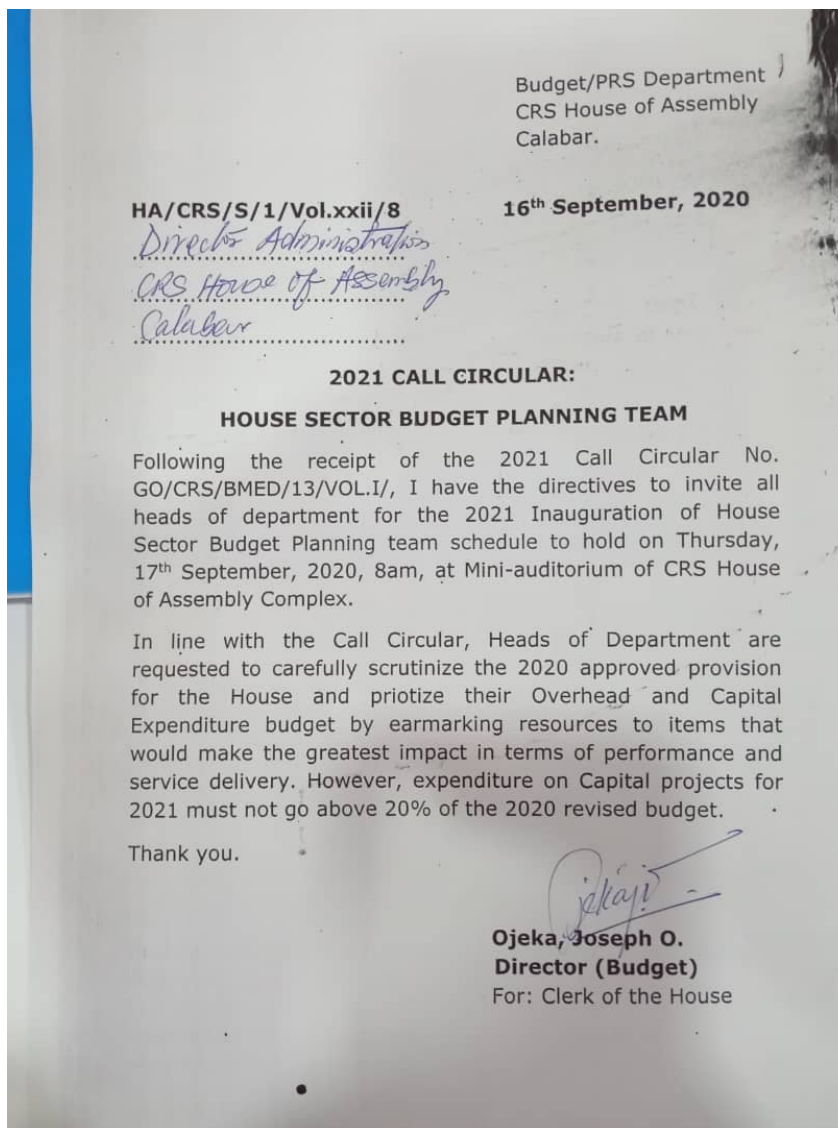 Budget/PRS Department
CRS House of Assembly
Calabar.
HA/CRS/S/1/Vol.xxii/8
16th September, 2020
Director Administration
CRS House of Assembly
Calabar
2021 CALL CIRCULAR:
HOUSE SECTOR BUDGET PLANNING TEAM
Following the receipt of the 2021 Call Circular No.
GO/CRS/BMED/13/VOL.I/, I have the directives to invite all
heads of department for the 2021 Inauguration of House
Sector Budget Planning team schedule to hold on Thursday,
17th September, 2020, 8am, at Mini-auditorium of CRS House
of Assembly Complex.
In line with the Call Circular, Heads of Department are
requested to carefully scrutinize the 2020 approved provision
for the House and priotize their Overhead and Capital
Expenditure budget by earmarking resources to items that
would make the greatest impact in terms of performance and
service delivery. However, expenditure on Capital projects for
2021 must not go above 20% of the 2020 revised budget.
Thank you.
Ojeka, Joseph O.
Director (Budget)
For: Clerk of the House